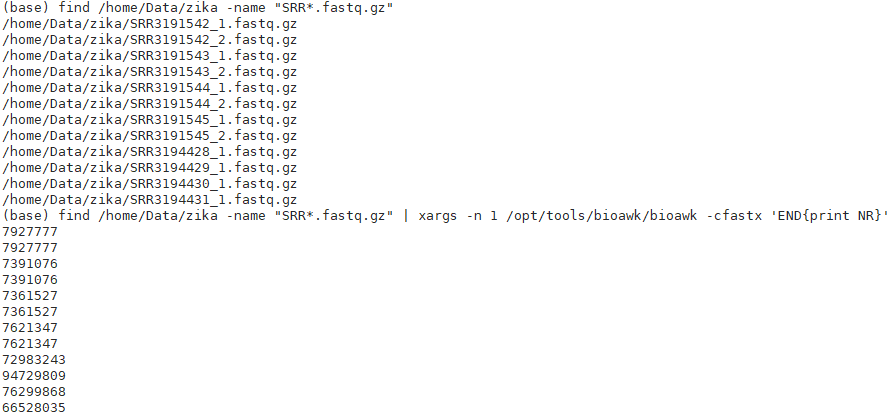 (base) find /home/Data/zika -name "SRR*.fastq.gz"
/home/Data/zika/SRR3191542_1.fastq.gz
/home/Data/zika/SRR3191542_2.fastq.gz
/home/Data/zika/SRR3191543_1.fastq.gz
/home/Data/zika/SRR3191543_2.fastq.gz
/home/Data/zika/SRR3191544_1.fastq.gz
/home/Data/zika/SRR3191544_2.fastq.gz
/home/Data/zika/SRR3191545_1.fastq.gz
/home/Data/zika/SRR3191545_2.fastq.gz
/home/Data/zika/SRR3194428_1.fastq.gz
/home/Data/zika/SRR3194429_1.fastq.gz
/home/Data/zika/SRR3194430_1.fastq.gz
/home/Data/zika/SRR3194431_1.fastq.gz
(base) find /home/Data/zika -name "SRR*.fastq.gz" | xargs -n 1 /opt/tools/bioawk/bioawk -cfastx 'END{print NR}'
7927777
7927777
7391076
7391076
7361527
7361527
7621347
7621347
72983243
94729809
76299868
66528035